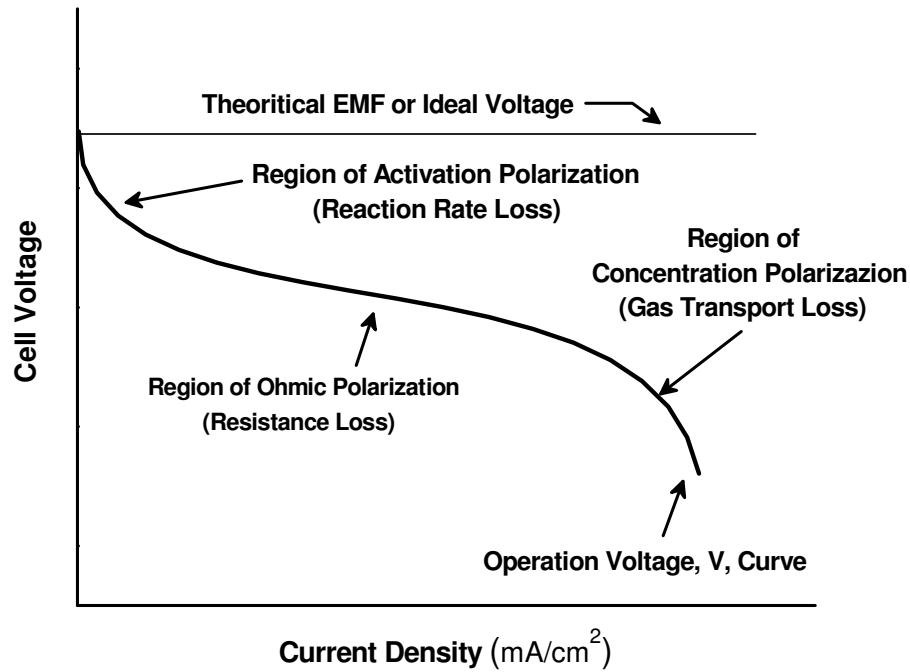 Theoritical EMF or Ideal Voltage
Region of Activation Polarization
(Reaction Rate Loss)
Region of
Concentration Polarizazion
(Gas Transport Loss)
Cell Voltage
Region of Ohmic Polarization
(Resistance Loss)
Operation Voltage, V, Curve
Current Density (mA/cm²)